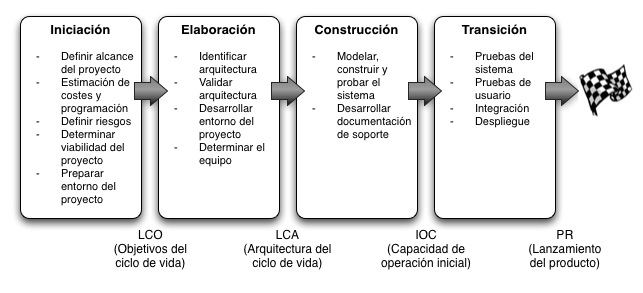 Iniciación
- Definir alcance
del proyecto
- Estimación de
costes y
programación
- Definir riesgos
- Determinar
viabilidad del
proyecto
- Preparar
entorno del
proyecto
Elaboración
- Identificar
arquitectura
- Validar
arquitectura
- Desarrollar
entorno del
proyecto
- Determinar el
equipo
Construcción
- Modelar,
construir y
probar el
sistema
- Desarrollar
documentación
de soporte
Transición
- Pruebas del
sistema
- Pruebas de
usuario
- Integración
- Despliegue
LCO
(Objetivos del
ciclo de vida)
LCA
(Arquitectura del
ciclo de vida)
IOC
(Capacidad de
operación inicial)
PR
(Lanzamiento
del producto)